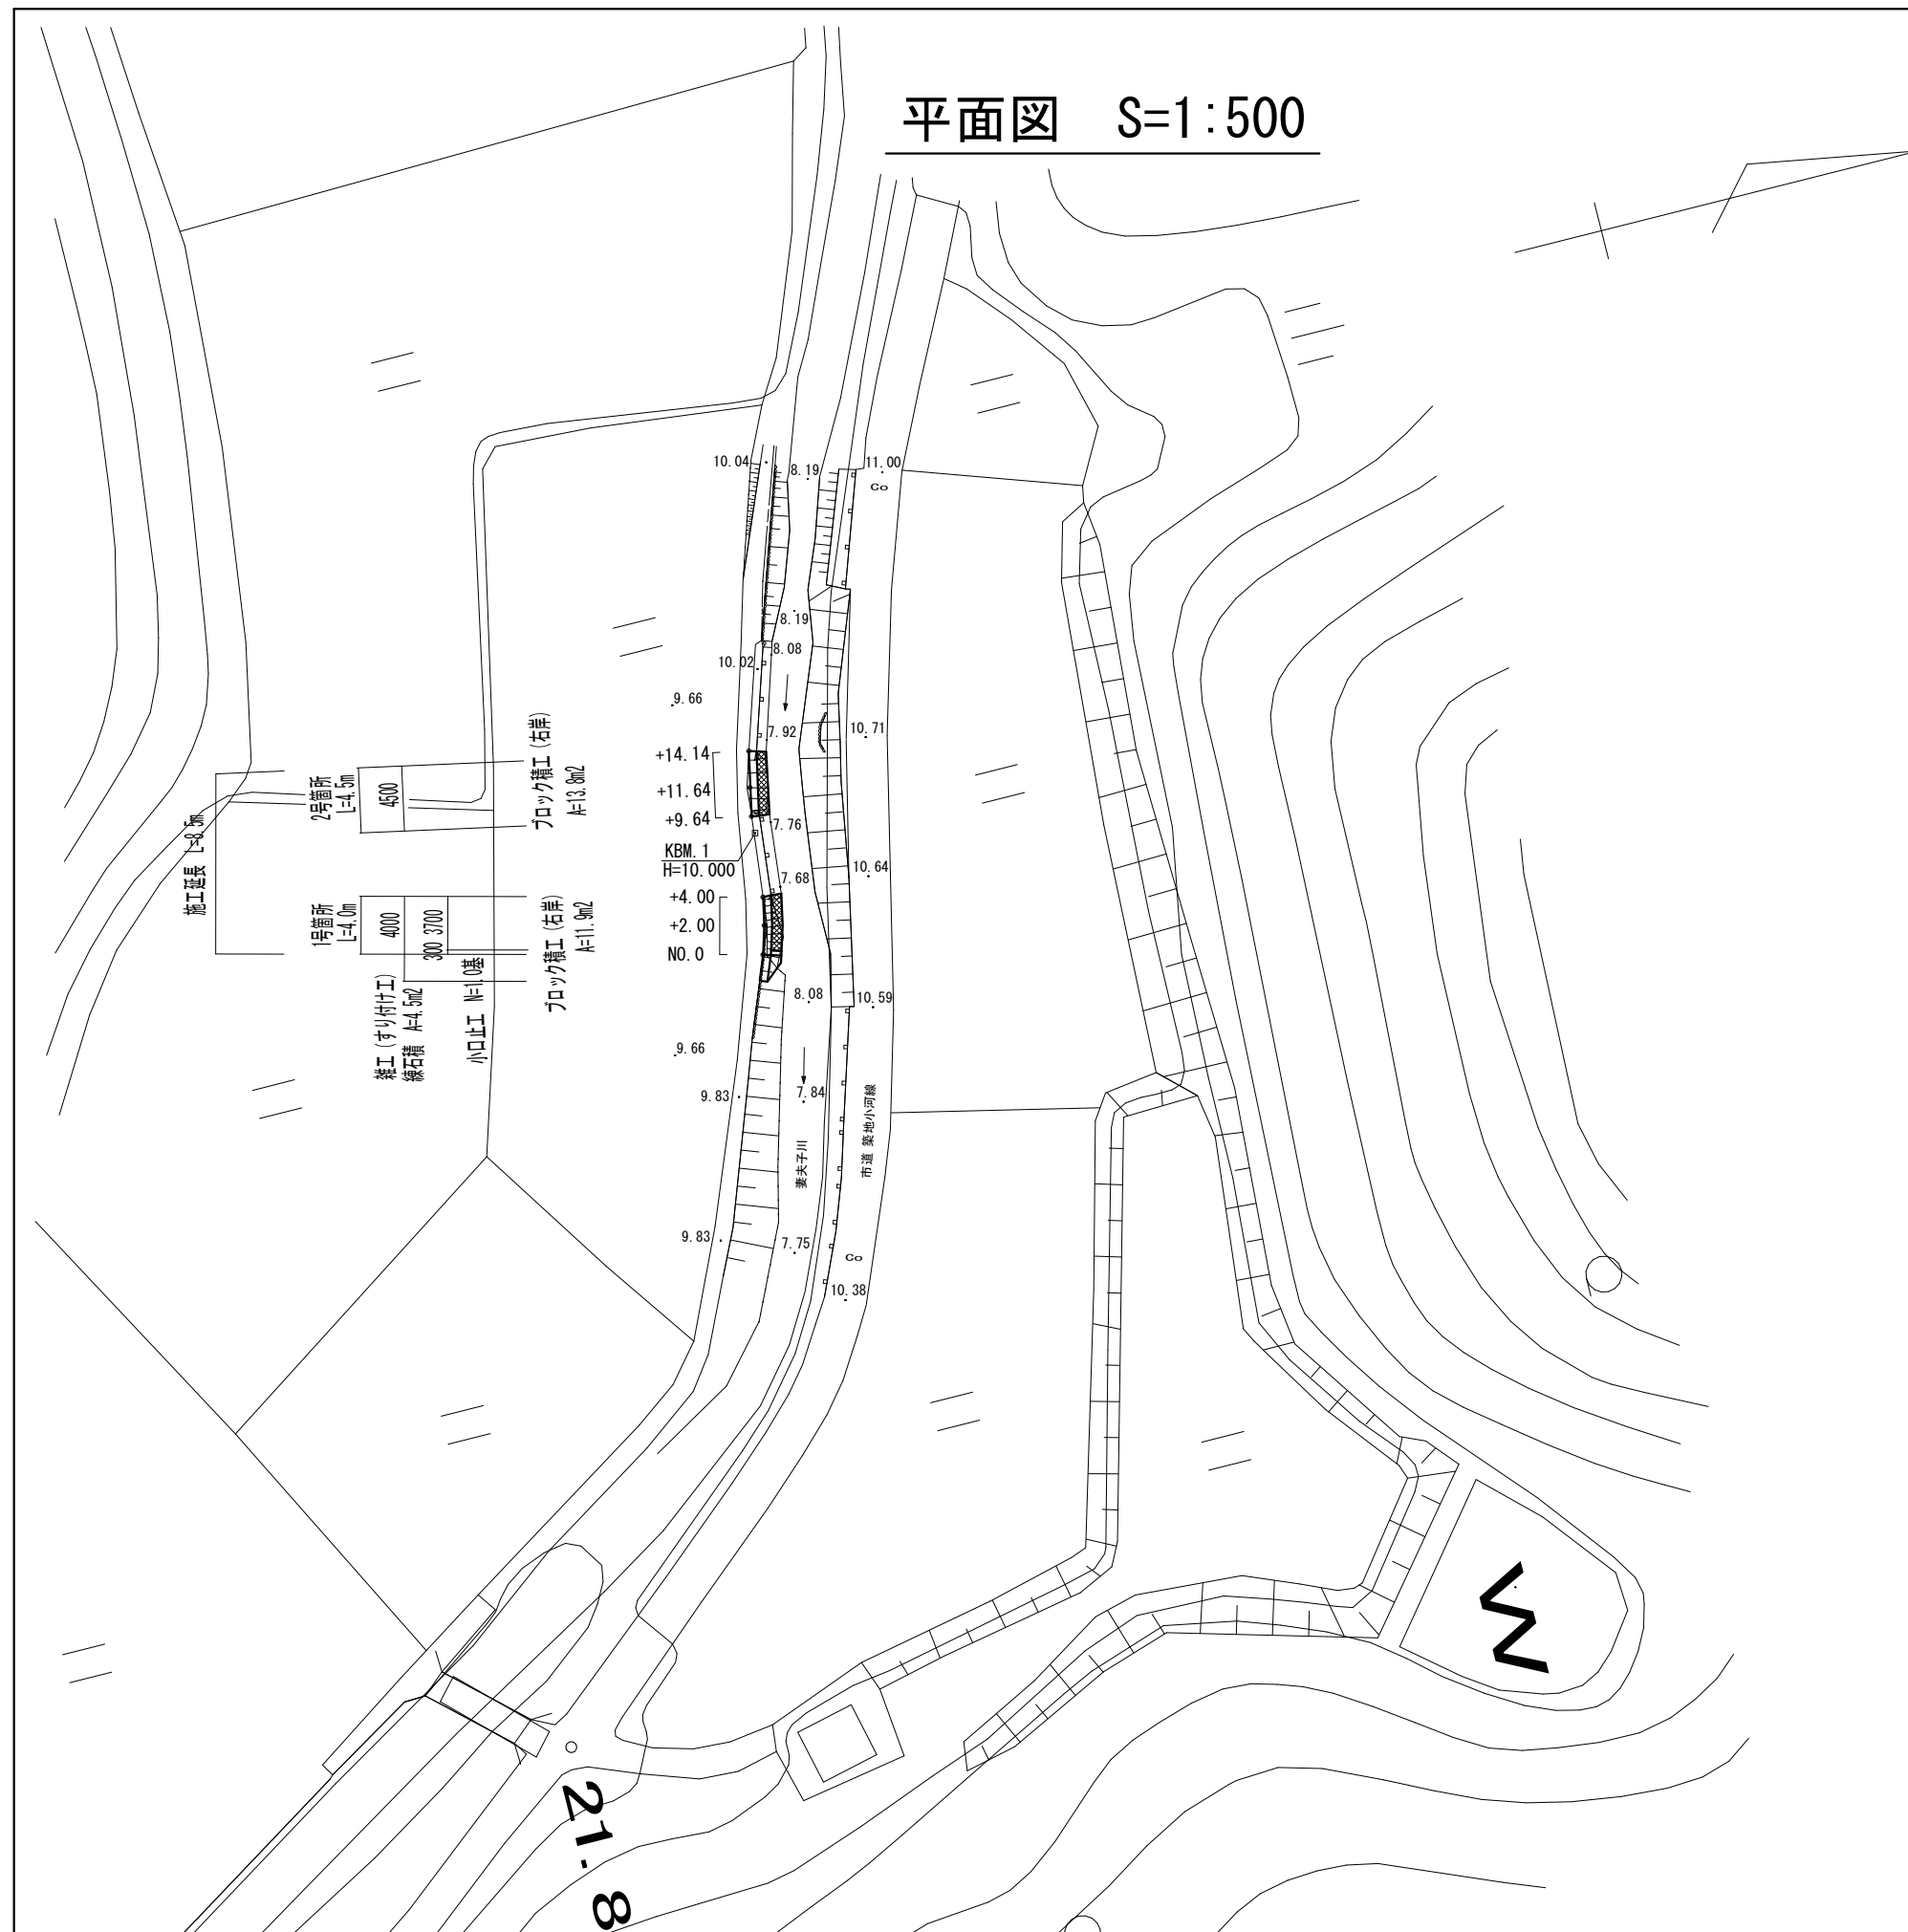 平面図　S=1:500
10.04
8.19
11.00
Co
8.19
8.08
10.02
9.66
7.92
10.71
+14.14
+11.64
+9.64
7.76
KBM.1
H=10.000
10.64
7.68
+4.00
+2.00
NO.0
8.08
10.59
9.66
9.83
7.84
9.83
7.75
Co
10.38
妻夫子川
市道 築地小河線
施工延長 L=8.5m
2号箇所
L=4.5m
4500
ブロック積工(右岸)
A=13.8m2
1号箇所
L=4.0m
4000
300 3700
ブロック積工(右岸)
A=11.9m2
雑工(すり付け工)
練石積 A=4.5m2
小口止工 N=1.0基
21.8